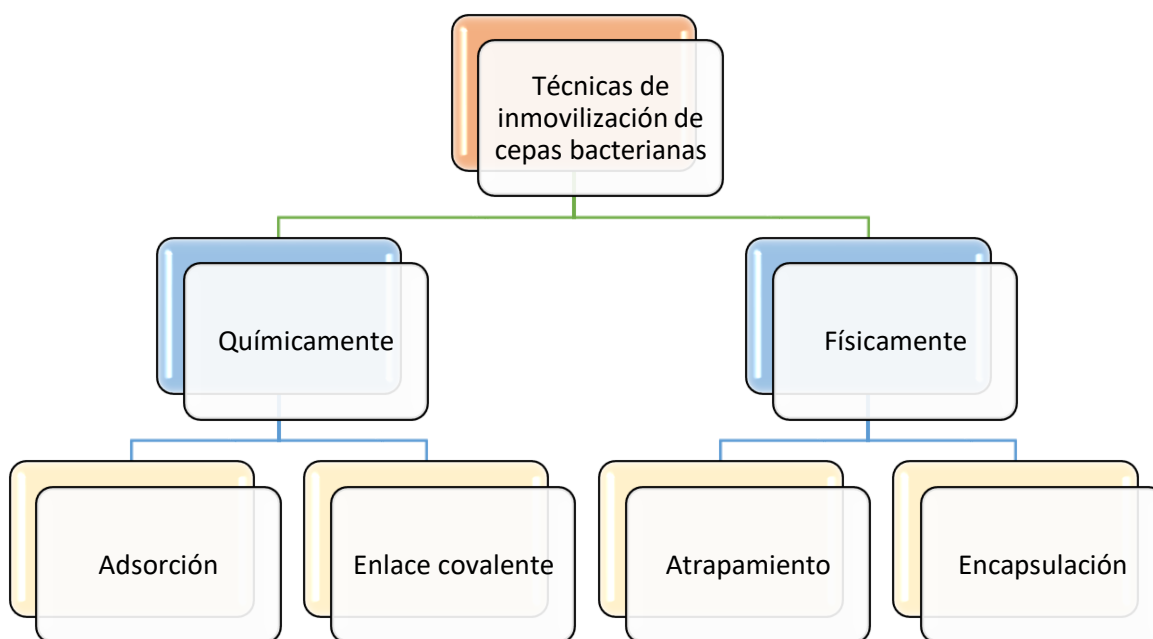 Técnicas de
inmovilización de
cepas bacterianas
Químicamente
Físicamente
Adsorción
Enlace covalente
Atrapamiento
Encapsulación